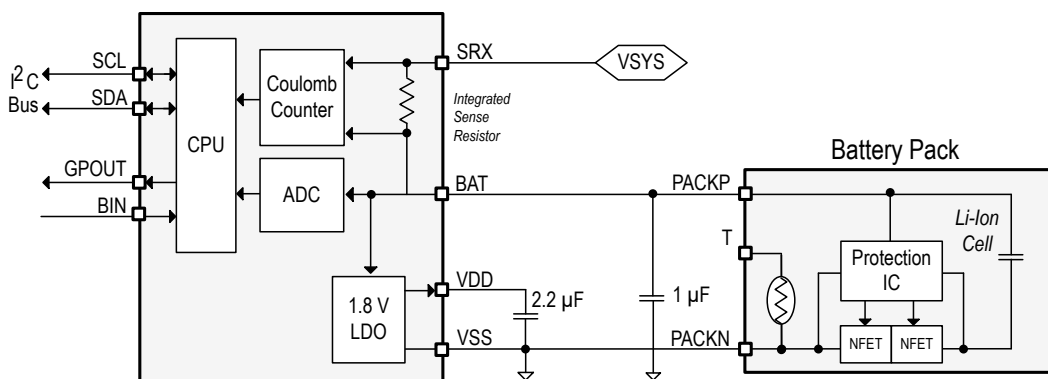 I²C
Bus
SCL
SDA
GPOUT
BIN
CPU
Coulomb
Counter
ADC
1.8 V
LDO
SRX
Integrated
Sense
Resistor
BAT
VDD
VSS
2.2 µF
1 µF
VSYS
Battery Pack
PACKP
T
PACKN
Protection
IC
NFET
NFET
Li-Ion
Cell